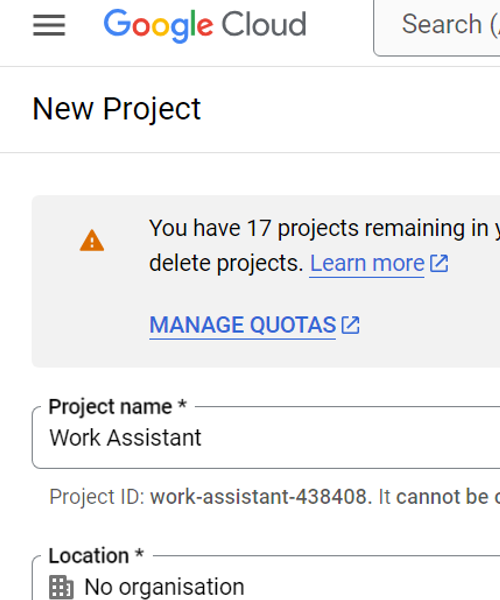 Google Cloud
Search (
New Project
You have 17 projects remaining in
delete projects. Learn more
MANAGE QUOTAS
Project name *
Work Assistant
Project ID: work-assistant-438408. It cannot be
Location *
No organisation